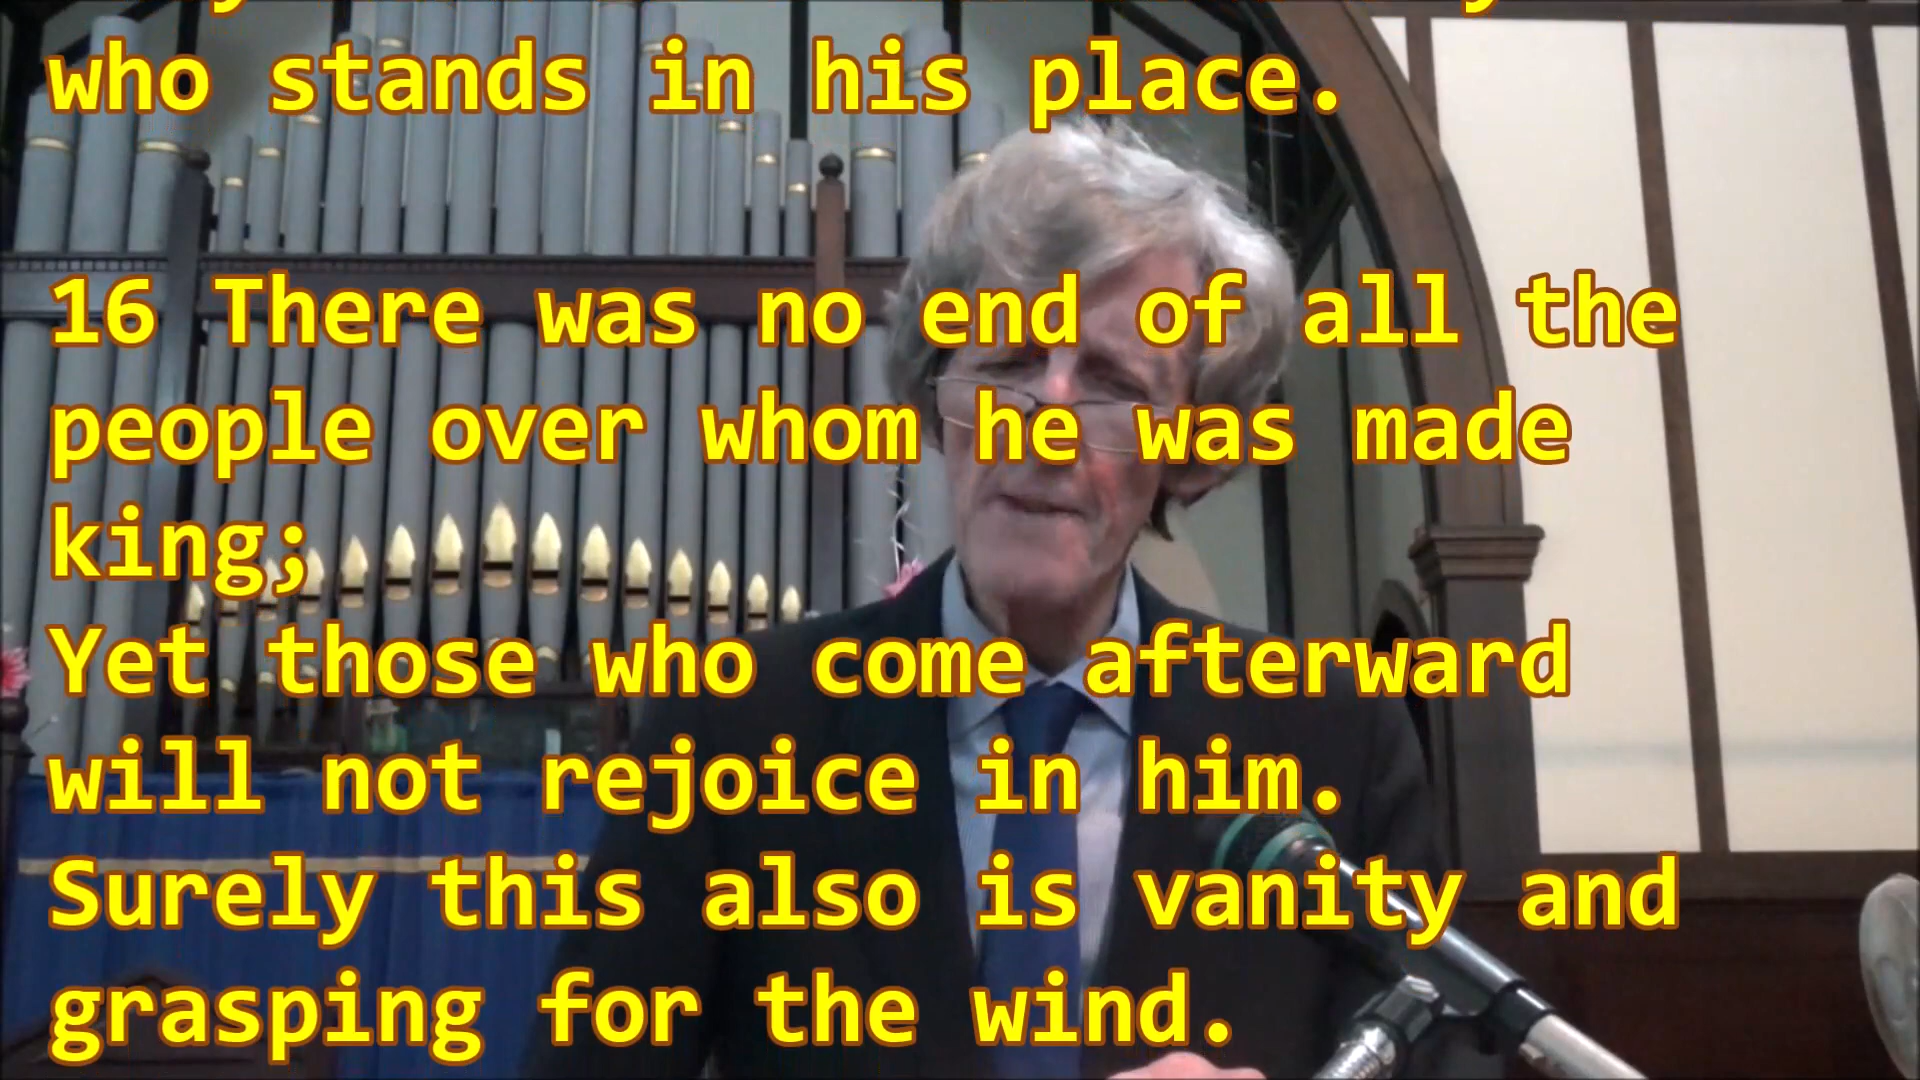 who stands in his place.
16 There was no end of all the
people over whom he was made
king;
Yet those who come afterward
will not rejoice in him.
Surely this also is vanity and
grasping for the wind.